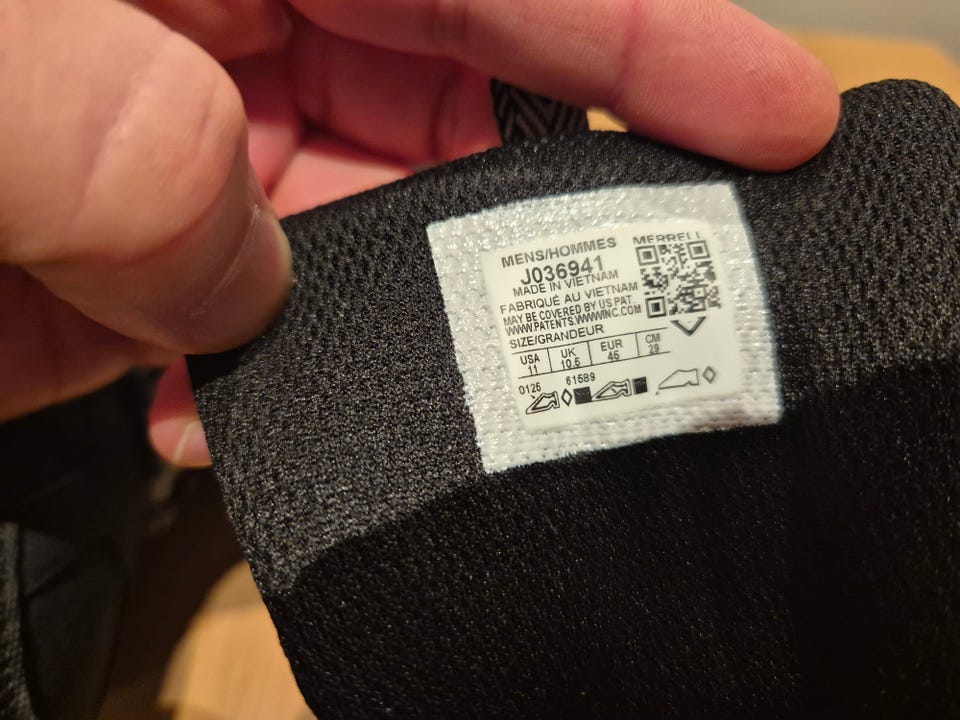 MENS/HOMMES
MERRELL
J036941
MADE IN VIETNAM
FABRIQUÉ AU VIETNAM
MAY BE COVERED BY US PAT.
WWW.PATENTS.WWWINC.COM
SIZE/GRANDEUR
USA UK EUR CM
11 10.5 45 29
0125 61589